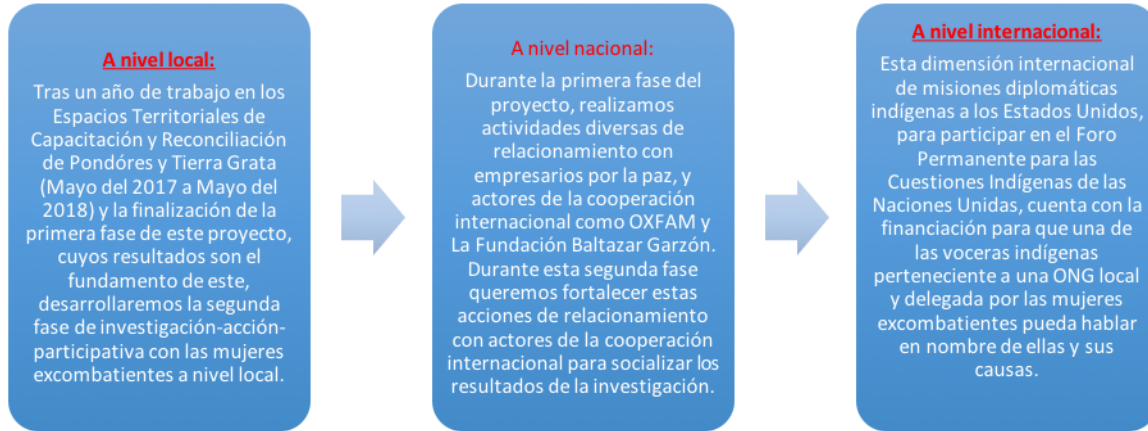 A nivel local:
Tras un año de trabajo en los
Espacios Territoriales de
Capacitación y Reconciliación
de Pondóres y Tierra Grata
(Mayo del 2017 a Mayo del
2018) y la finalización de la
primera fase de este proyecto,
cuyos resultados son el
fundamento de este,
desarrollaremos la segunda
fase de investigación-acción-
participativa con las mujeres
excombatientes a nivel local.
A nivel nacional:
Durante la primera fase del
proyecto, realizamos
actividades diversas de
relacionamiento con
empresarios por la paz, y
actores de la cooperación
internacional como OXFAM y
La Fundación Baltazar Garzón.
Durante esta segunda fase
queremos fortalecer estas
acciones de relacionamiento
con actores de la cooperación
internacional para socializar los
resultados de la investigación.
A nivel internacional:
Esta dimensión internacional
de misiones diplomáticas
indígenas a los Estados Unidos,
para participar en el Foro
Permanente para las
Cuestiones Indígenas de las
Naciones Unidas, cuenta con la
financiación para que una de
las voceras indígenas
perteneciente a una ONG local
y delegada por las mujeres
excombatientes pueda hablar
en nombre de ellas y sus
causas.